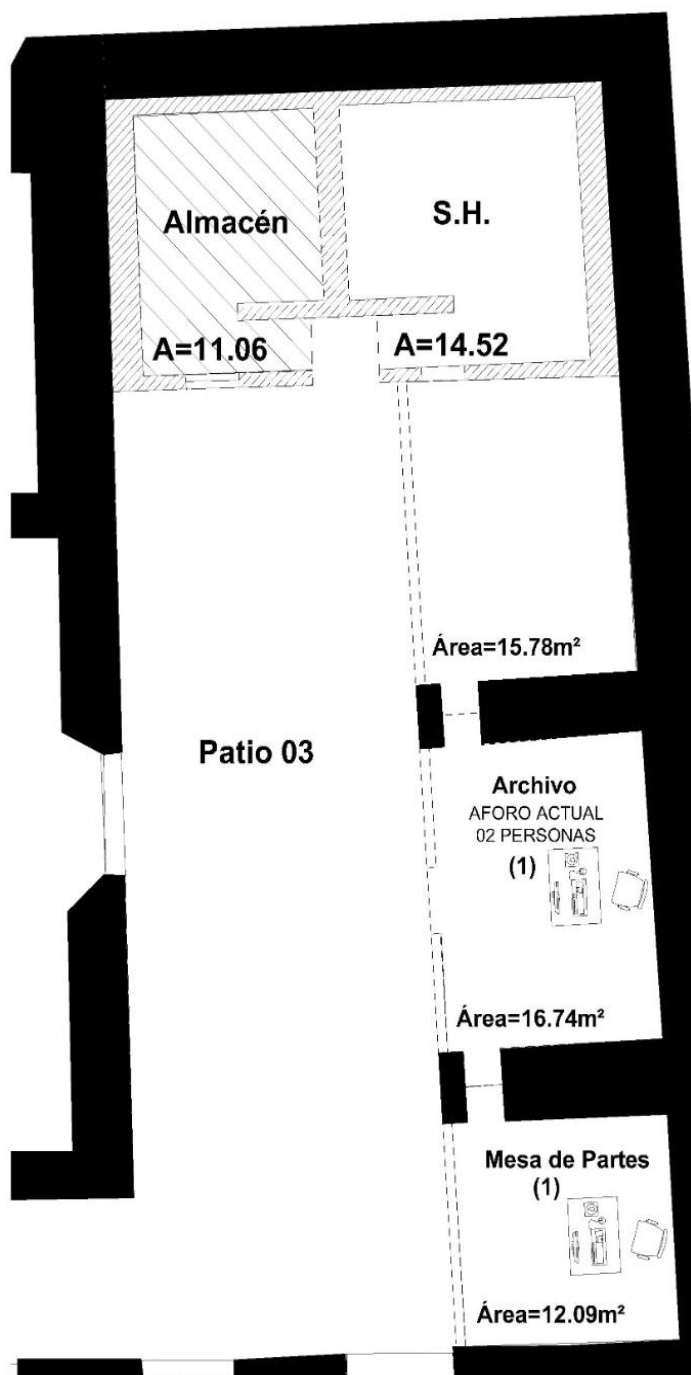 Almacén
S.H.
A=11.06
A=14.52
Área=15.78m²
Patio 03
Archivo
AFORO ACTUAL
02 PERSONAS
(1)
Área=16.74m²
Mesa de Partes
(1)
Área=12.09m²